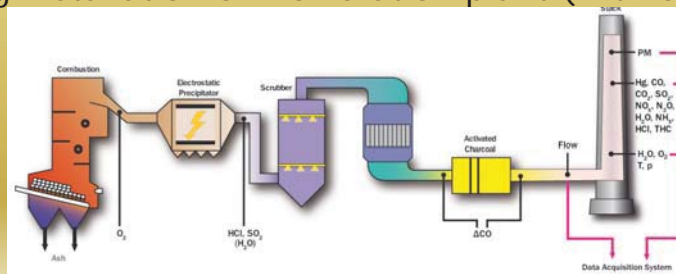 Stack
Combustion
PM
Electrostatic
Precipitator
Scrubber
Hg, CO,
CO₂, SO₂,
NOₓ, N₂O,
H₂O, NH₃,
HCl, THC
Activated
Charcoal
Flow
H₂O, O₂
T, p
O₂
HCl, SO₂
(H₂O)
ΔCO
Ash
Data Acquisition System